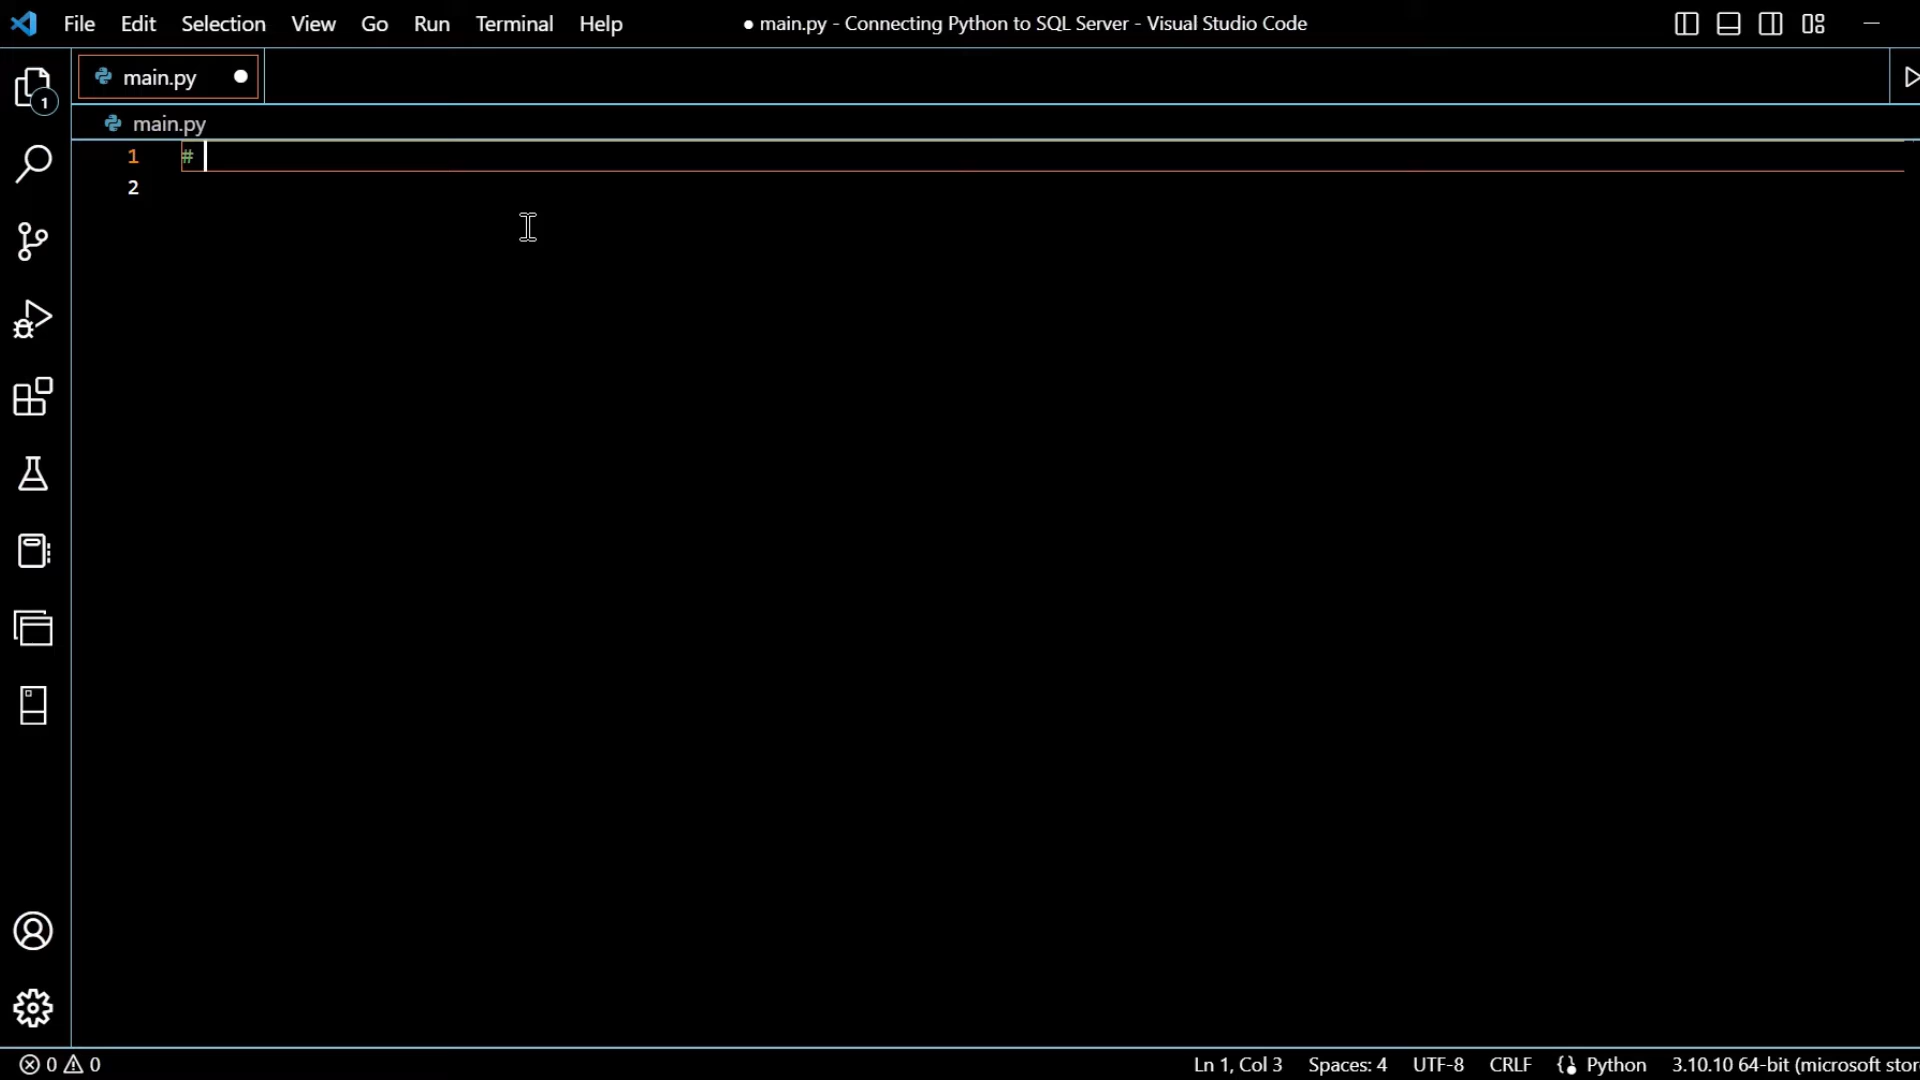 File Edit Selection View Go Run Terminal Help ● main.py - Connecting Python to SQL Server - Visual Studio Code
main.py
1
main.py
1 #
2
0 0 Ln 1, Col 3 Spaces: 4 UTF-8 CRLF Python 3.10.10 64-bit (microsoft stor